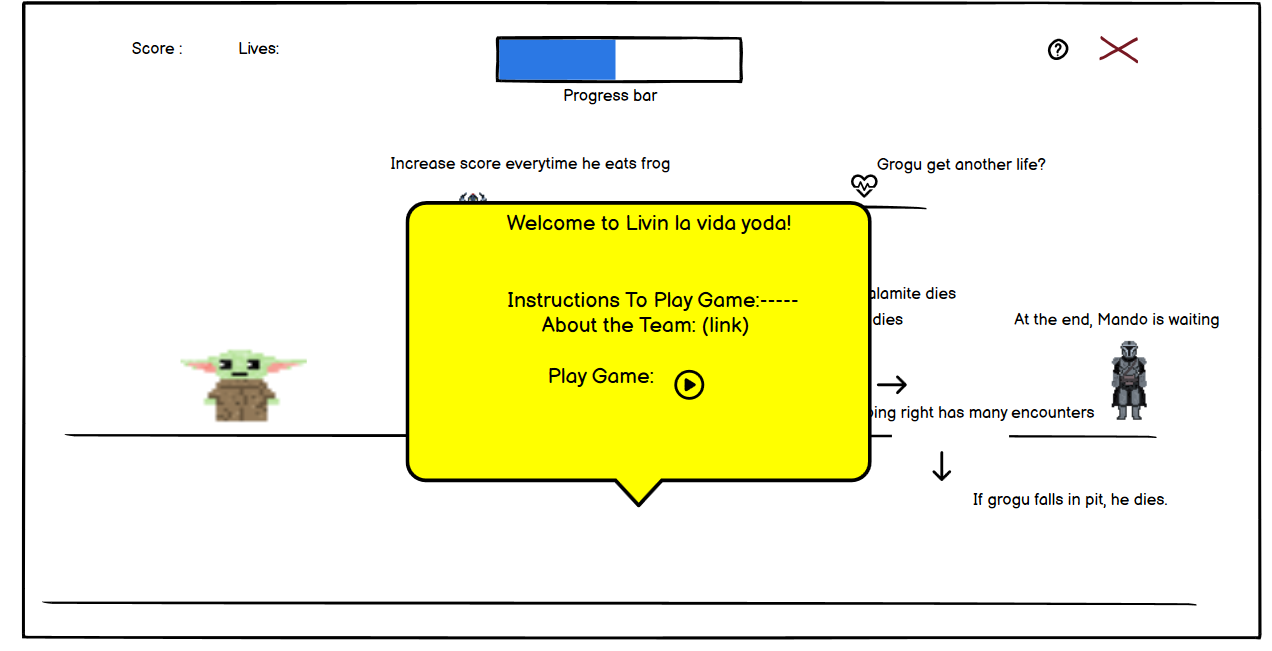 Score : Lives:
Progress bar
Increase score everytime he eats frog
Grogu get another life?
Welcome to Livin la vida yoda!
Instructions To Play Game:-----
About the Team: (link)
Play Game:
dies
dies
At the end, Mando is waiting
right has many encounters
If grogu falls in pit, he dies.